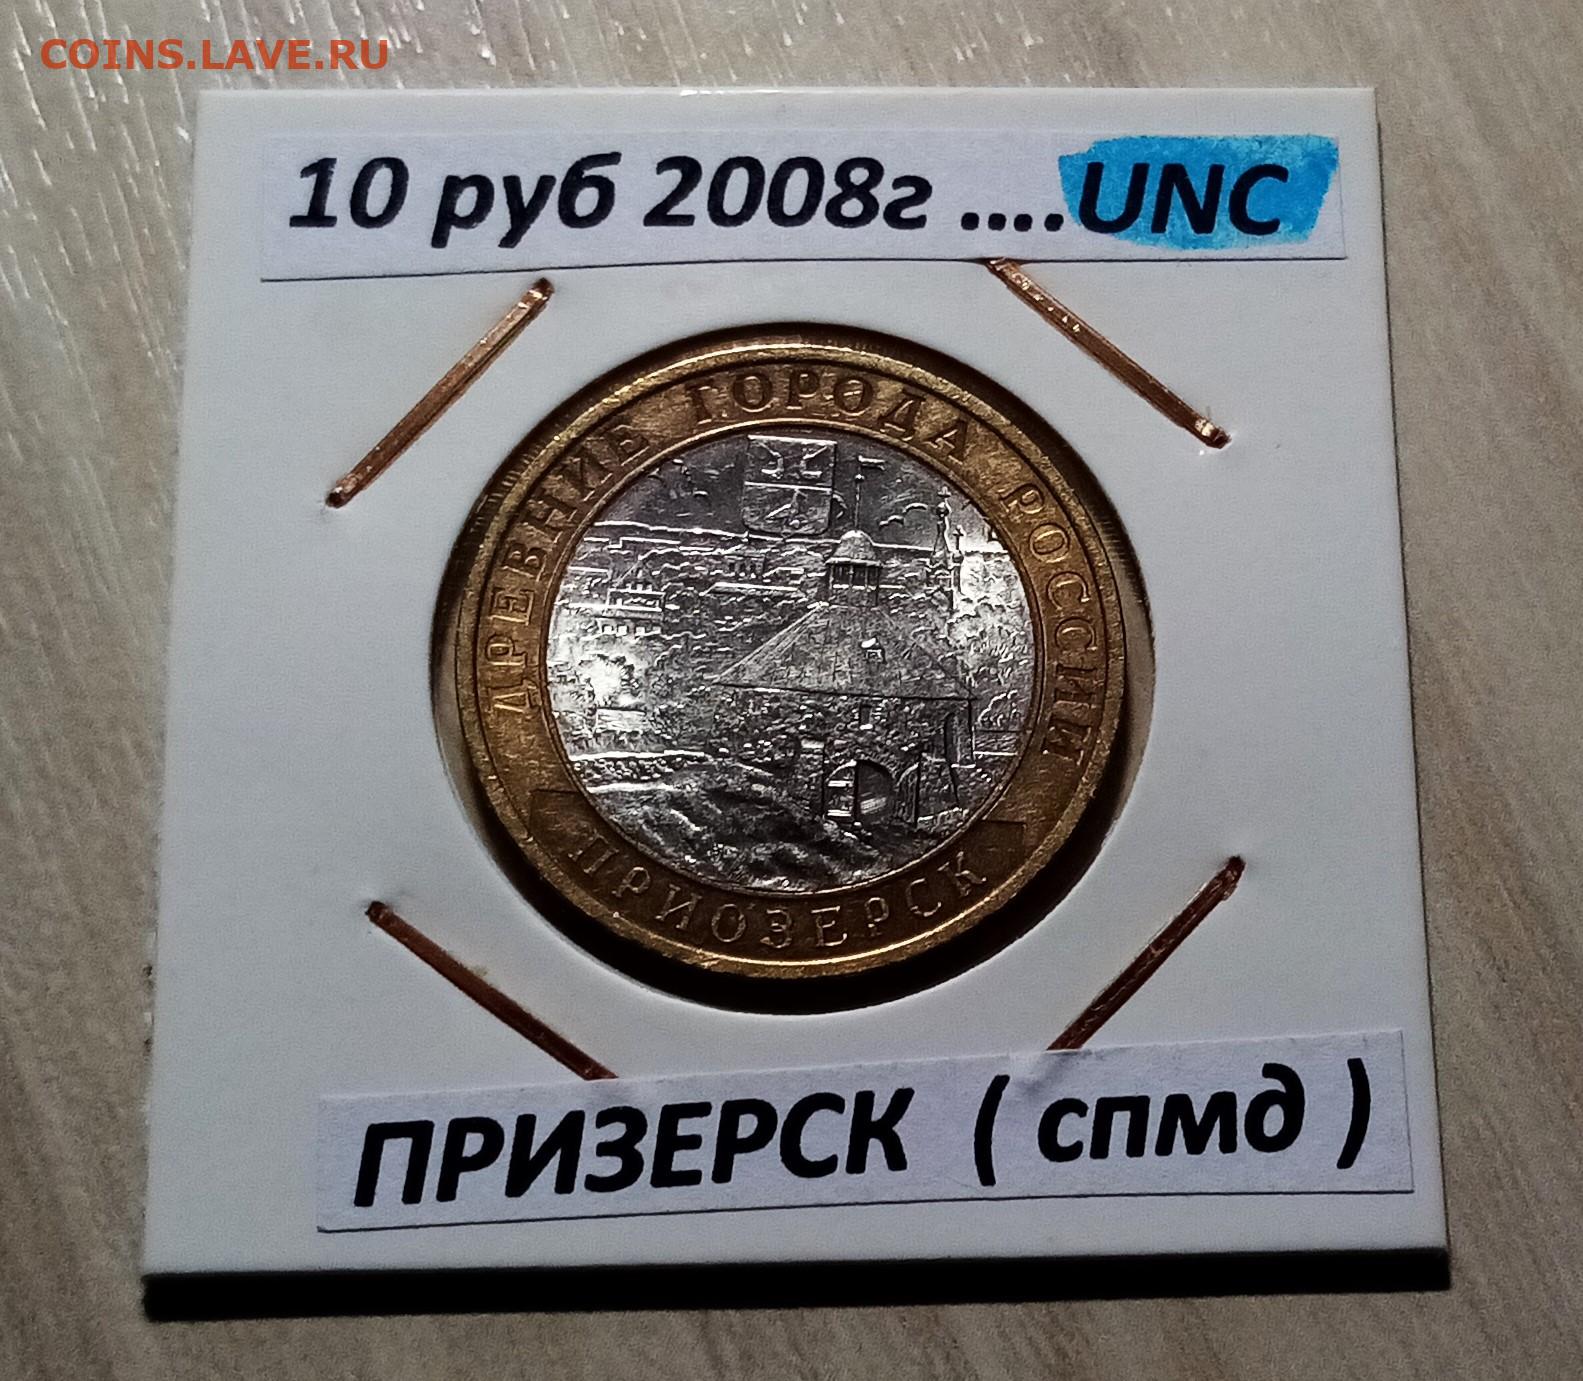 COINS.LAVE.RU
10 руб 2008г ....UNC
ДРЕВНИЕ ГОРОДА РОССИИ
ПРИОЗЕРСК
ПРИЗЕРСК ( спмд )